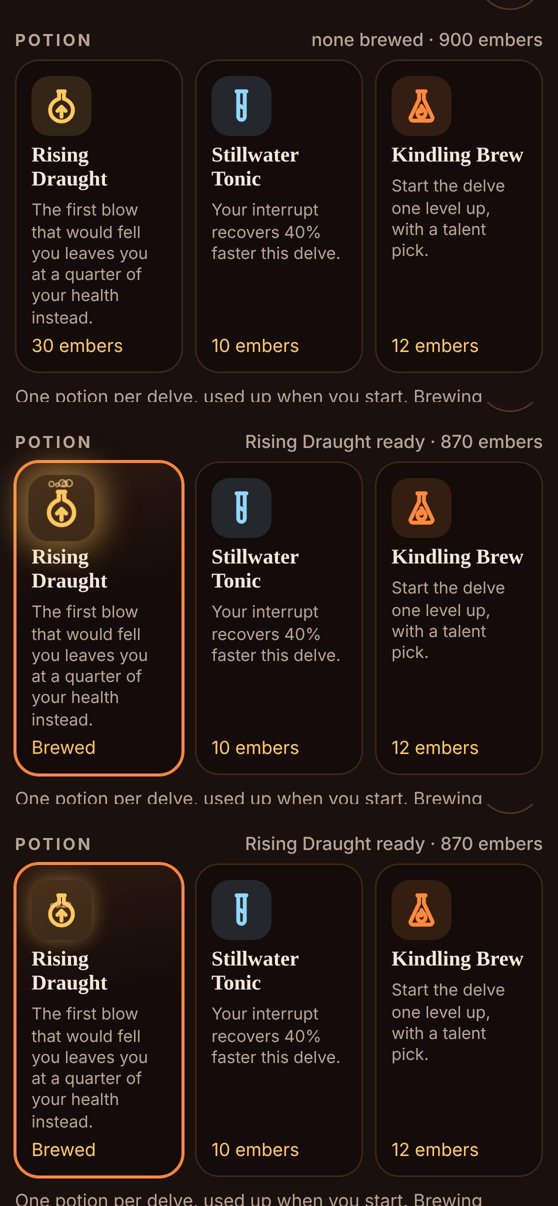 POTION none brewed · 900 embers
Rising
Draught
The first blow
that would fell
you leaves you
at a quarter of
your health
instead.
30 embers
Stillwater
Tonic
Your interrupt
recovers 40%
faster this delve.
10 embers
Kindling Brew
Start the delve
one level up,
with a talent
pick.
12 embers
One potion per delve, used up when you start. Brewing
POTION Rising Draught ready · 870 embers
Rising
Draught
The first blow
that would fell
you leaves you
at a quarter of
your health
instead.
Brewed
Stillwater
Tonic
Your interrupt
recovers 40%
faster this delve.
10 embers
Kindling Brew
Start the delve
one level up,
with a talent
pick.
12 embers
One potion per delve, used up when you start. Brewing
POTION Rising Draught ready · 870 embers
Rising
Draught
The first blow
that would fell
you leaves you
at a quarter of
your health
instead.
Brewed
Stillwater
Tonic
Your interrupt
recovers 40%
faster this delve.
10 embers
Kindling Brew
Start the delve
one level up,
with a talent
pick.
12 embers
One potion per delve, used up when you start. Brewing